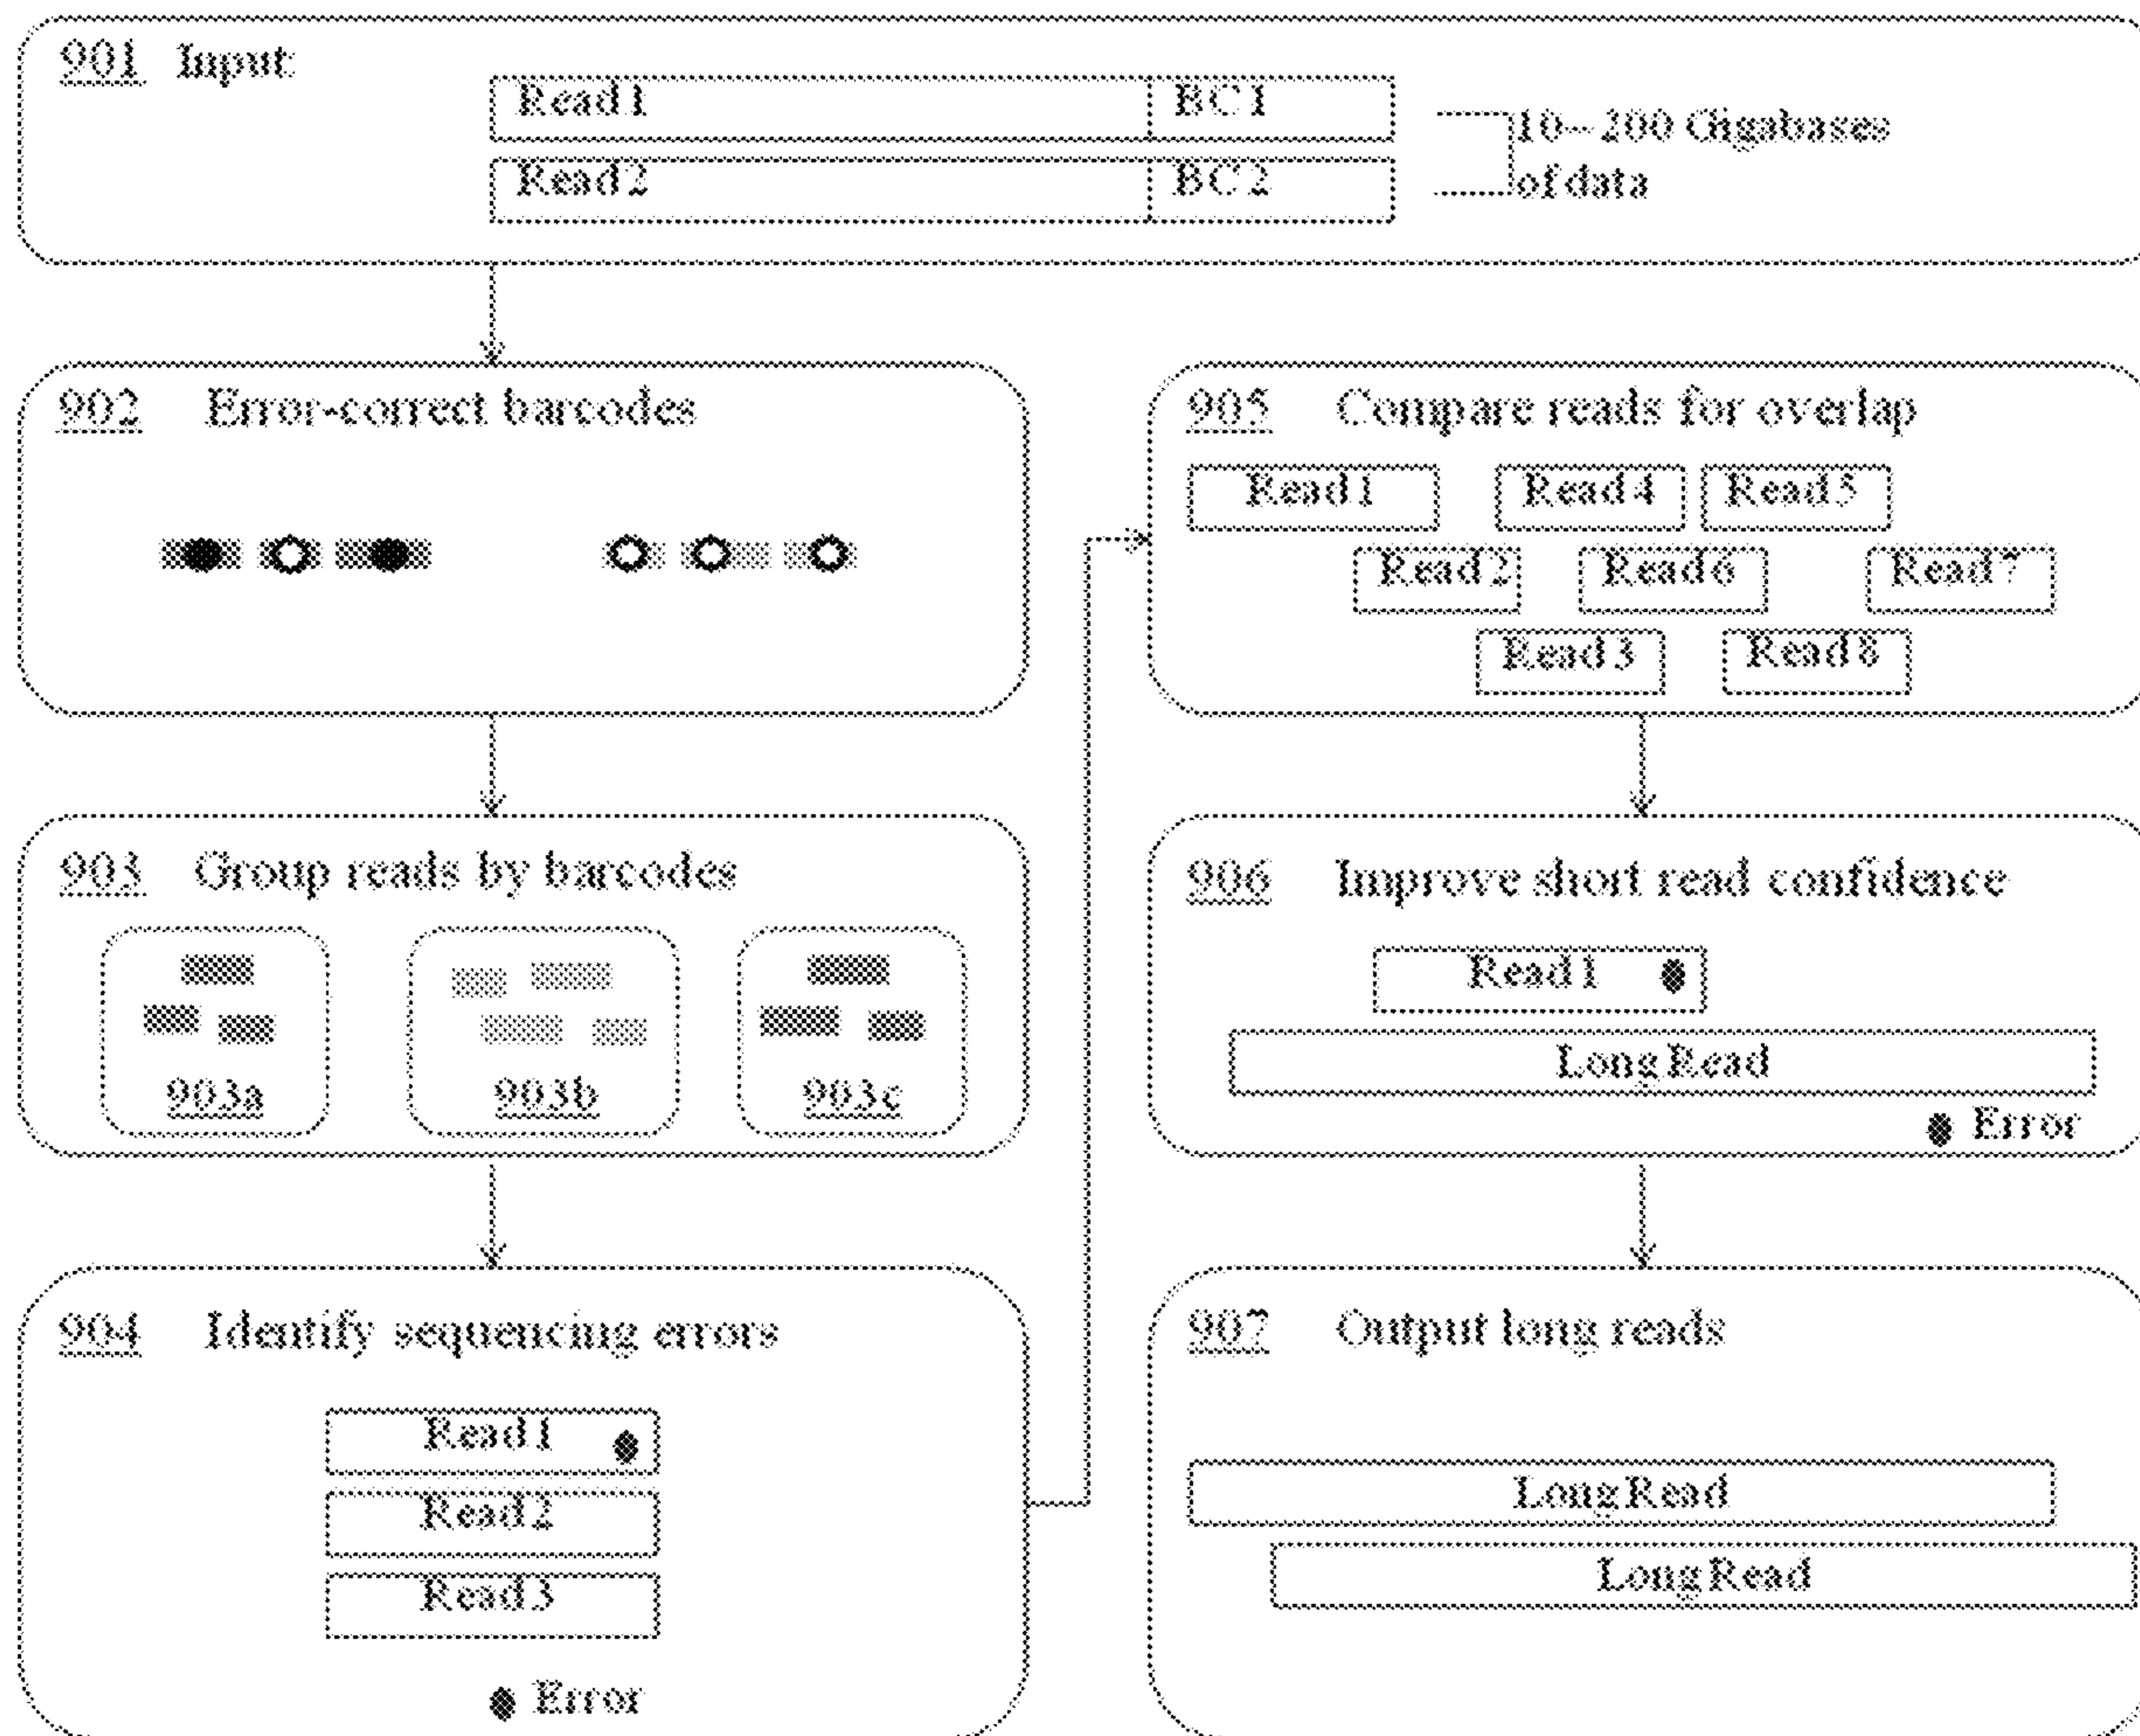 901 Input
Read1 BC1
10-200 Gigabases
Read2 BC2
of data
902 Error-correct barcodes
903 Group reads by barcodes
903a 903b 903c
904 Identify sequencing errors
Read1
Read2
Read3
Error
905 Compare reads for overlap
Read1 Read4 Read5
Read2 Read6 Read7
Read3 Read8
906 Improve short read confidence
Read1
Long Read
Error
907 Output long reads
Long Read
Long Read